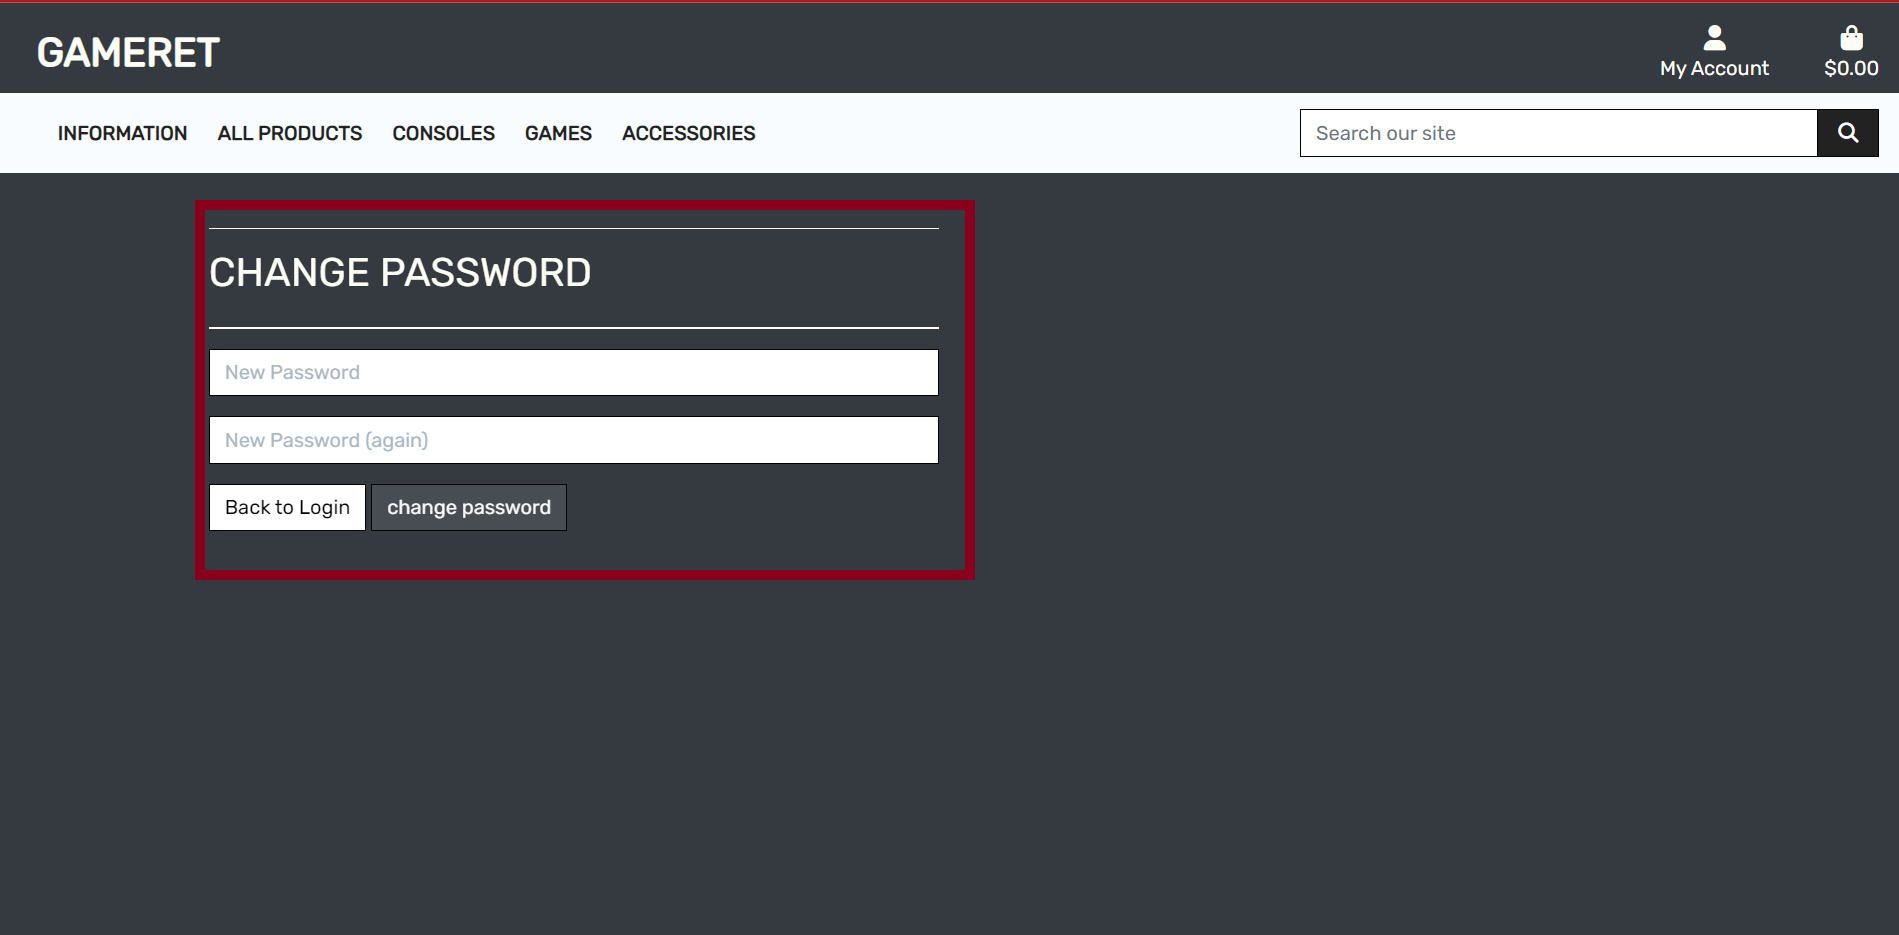 GAMERET
My Account
$0.00
INFORMATION ALL PRODUCTS CONSOLES GAMES ACCESSORIES
Search our site
CHANGE PASSWORD
New Password
New Password (again)
Back to Login change password